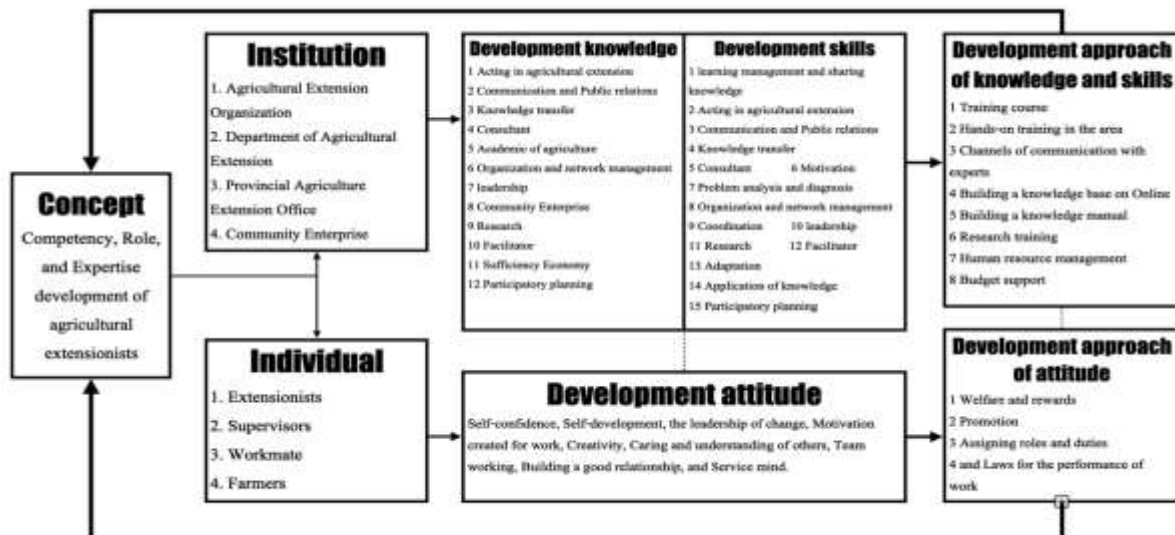 Concept
Competency, Role,
and Expertise
development of
agricultural
extensionists
Institution
1. Agricultural Extension
Organization
2. Department of Agricultural
Extension
3. Provincial Agriculture
Extension Office
4. Community Enterprise
Individual
1. Extensionists
2. Supervisors
3. Workmate
4. Farmers
Development knowledge
1 Acting in agricultural extension
2 Communication and Public relations
3 Knowledge transfer
4 Consultant
5 Academic of agriculture
6 Organization and network management
7 leadership
8 Community Enterprise
9 Research
10 Facilitator
11 Sufficiency Economy
12 Participatory planning
Development skills
1 learning management and sharing
knowledge
2 Acting in agricultural extension
3 Communication and Public relations
4 Knowledge transfer
5 Consultant 6 Motivation
7 Problem analysis and diagnosis
8 Organization and network management
9 Coordination 10 leadership
11 Research 12 Facilitator
13 Adaptation
14 Application of knowledge
15 Participatory planning
Development attitude
Self-confidence, Self-development, the leadership of change, Motivation
created for work, Creativity, Caring and understanding of others, Team
working, Building a good relationship, and Service mind.
Development approach
of knowledge and skills
1 Training course
2 Hands-on training in the area
3 Channels of communication with
experts
4 Building a knowledge base on Online
5 Building a knowledge manual
6 Research training
7 Human resource management
8 Budget support
Development approach
of attitude
1 Welfare and rewards
2 Promotion
3 Assigning roles and duties
4 and Laws for the performance of
work